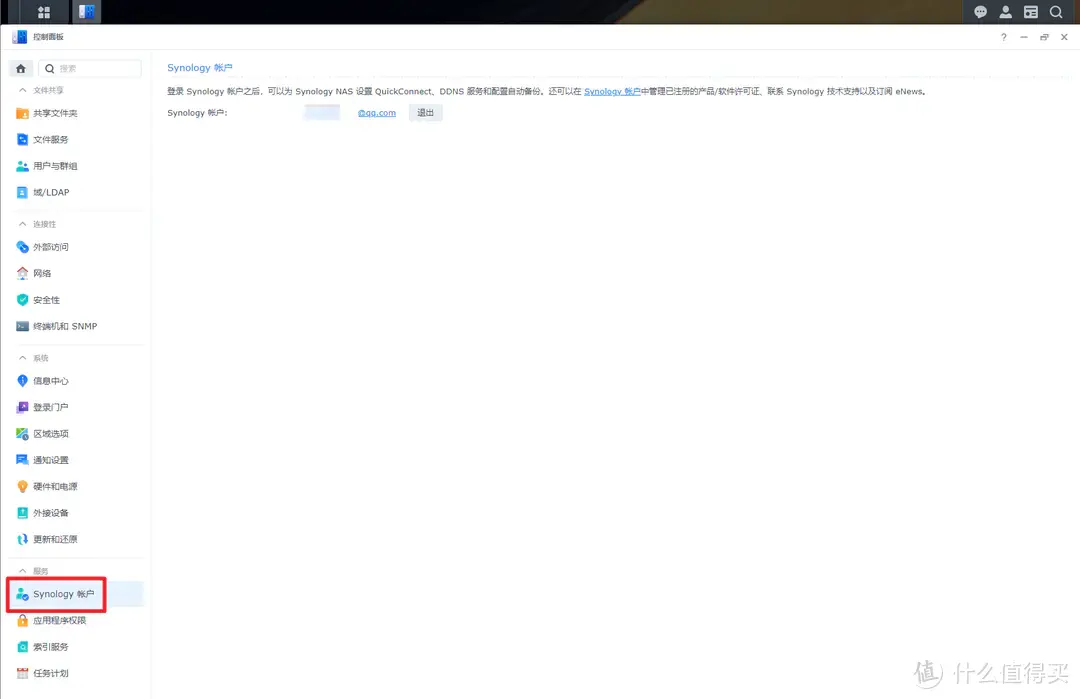 控制面板
?
搜索
Synology 帐户
文件共享
登录 Synology 帐户之后，可以为 Synology NAS 设置 QuickConnect、DDNS 服务和配置自动备份。还可以在 Synology 帐户中管理已注册的产品/软件许可证、联系 Synology 技术支持以及订阅 eNews。
共享文件夹
Synology 帐户:
@qq.com
退出
文件服务
用户与群组
域/LDAP
连接性
外部访问
网络
安全性
终端机和 SNMP
系统
信息中心
登录门户
区域选项
通知设置
硬件和电源
外接设备
更新和还原
服务
Synology 帐户
应用程序权限
索引服务
任务计划
值 什么值得买